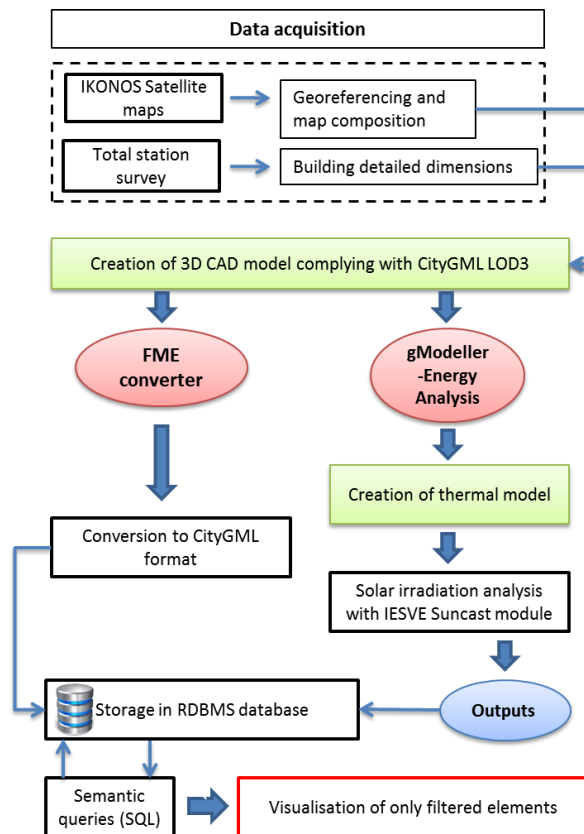 Data acquisition
IKONOS Satellite
maps
Georeferencing and
map composition
Total station
survey
Building detailed dimensions
Creation of 3D CAD model complying with CityGML LOD3
FME
converter
gModeller
-Energy
Analysis
Creation of thermal model
Conversion to CityGML
format
Solar irradiation analysis
with IESVE Suncast module
Storage in RDBMS database
Outputs
Semantic
queries (SQL)
Visualisation of only filtered elements